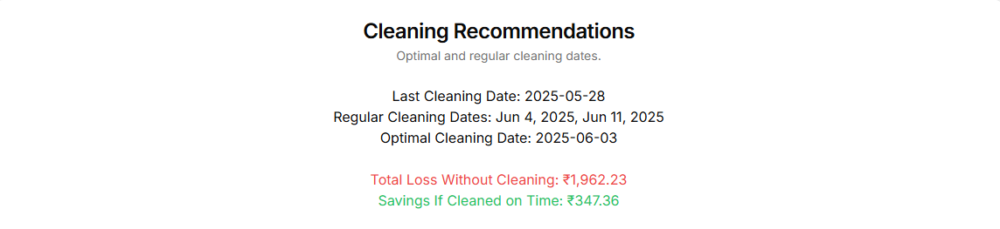 Cleaning Recommendations
Optimal and regular cleaning dates.
Last Cleaning Date: 2025-05-28
Regular Cleaning Dates: Jun 4, 2025, Jun 11, 2025
Optimal Cleaning Date: 2025-06-03
Total Loss Without Cleaning: ₹1,962.23
Savings If Cleaned on Time: ₹347.36